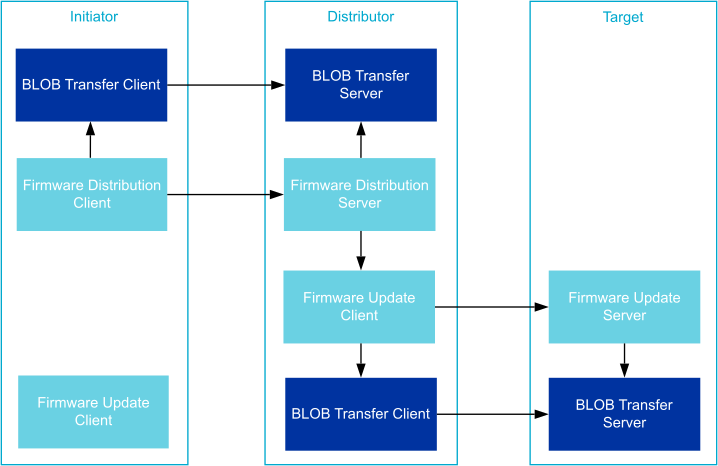 Initiator
Distributor
Target
BLOB Transfer Client
BLOB Transfer
Server
Firmware Distribution
Client
Firmware Distribution
Server
Firmware Update
Client
Firmware Update
Server
Firmware Update
Client
BLOB Transfer Client
BLOB Transfer
Server